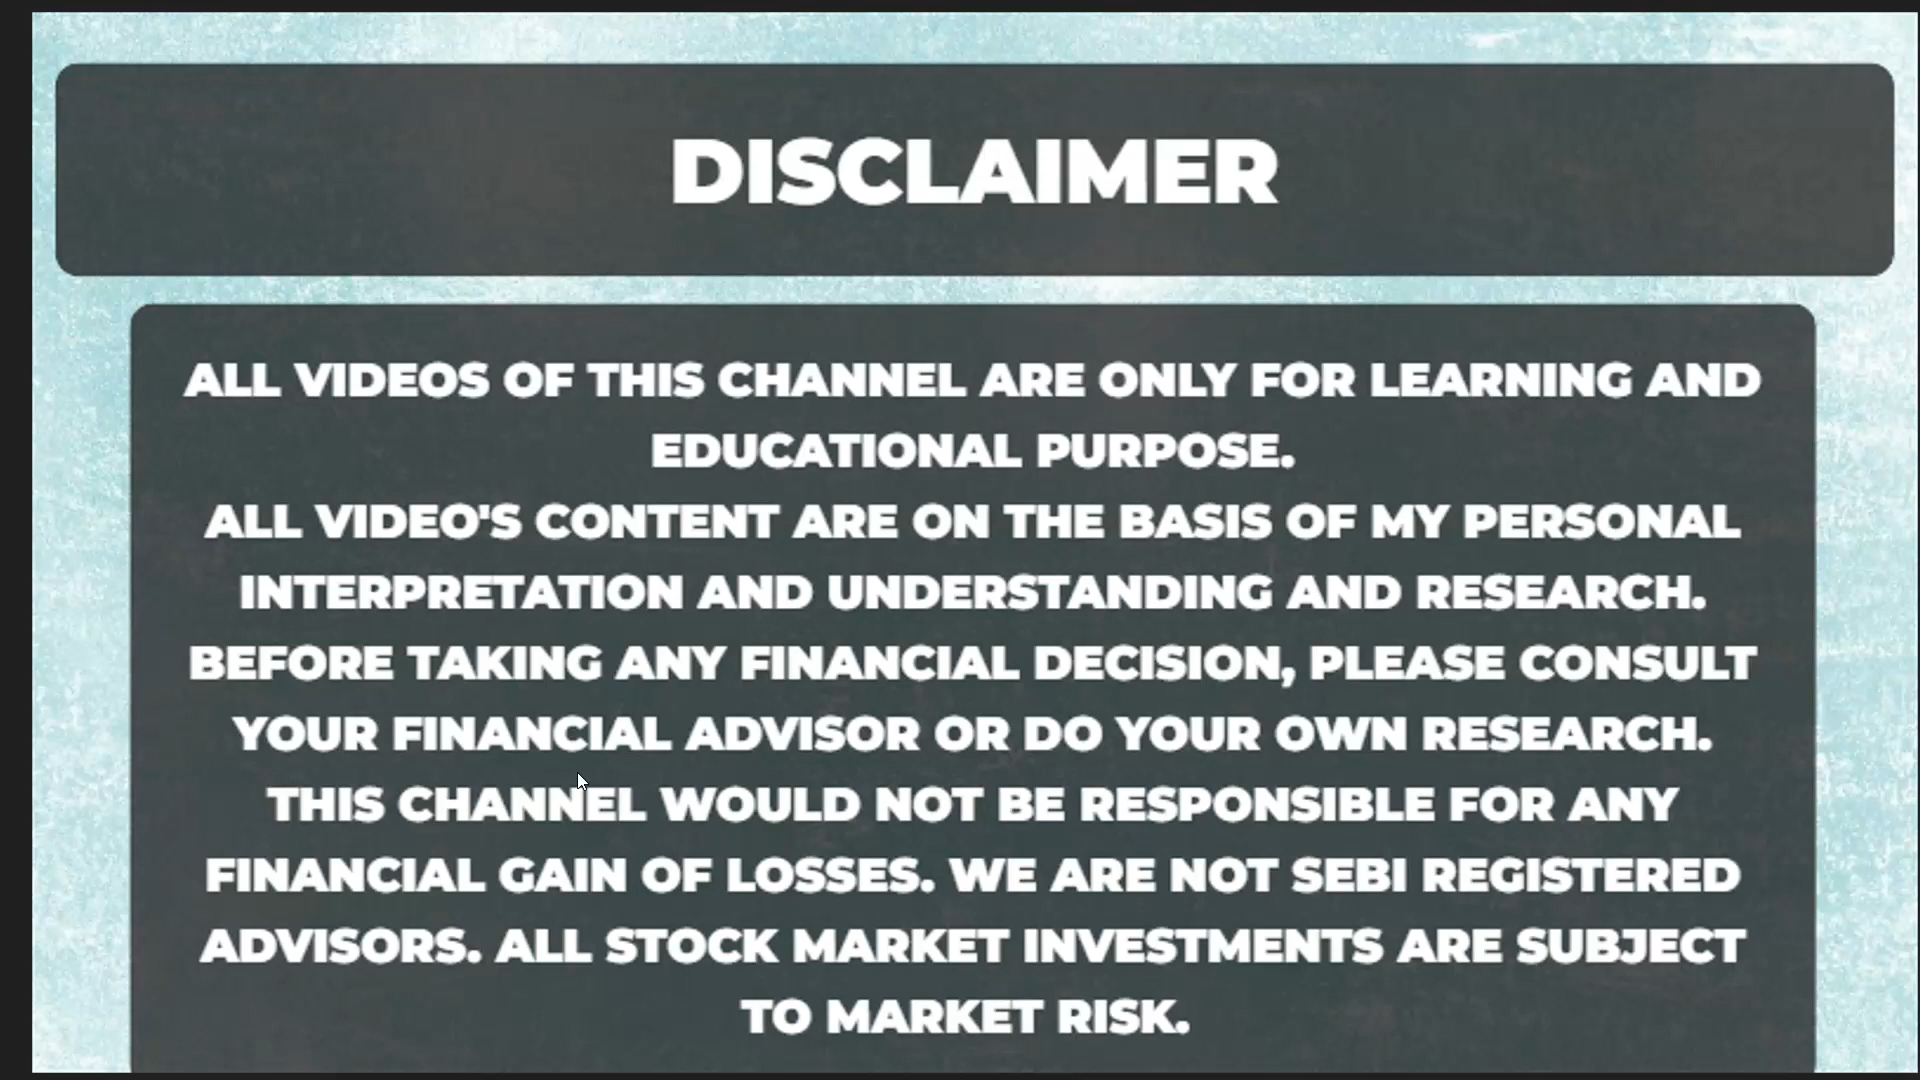 DISCLAIMER
ALL VIDEOS OF THIS CHANNEL ARE ONLY FOR LEARNING AND
EDUCATIONAL PURPOSE.
ALL VIDEO'S CONTENT ARE ON THE BASIS OF MY PERSONAL
INTERPRETATION AND UNDERSTANDING AND RESEARCH.
BEFORE TAKING ANY FINANCIAL DECISION, PLEASE CONSULT
YOUR FINANCIAL ADVISOR OR DO YOUR OWN RESEARCH.
THIS CHANNEL WOULD NOT BE RESPONSIBLE FOR ANY
FINANCIAL GAIN OF LOSSES. WE ARE NOT SEBI REGISTERED
ADVISORS. ALL STOCK MARKET INVESTMENTS ARE SUBJECT
TO MARKET RISK.